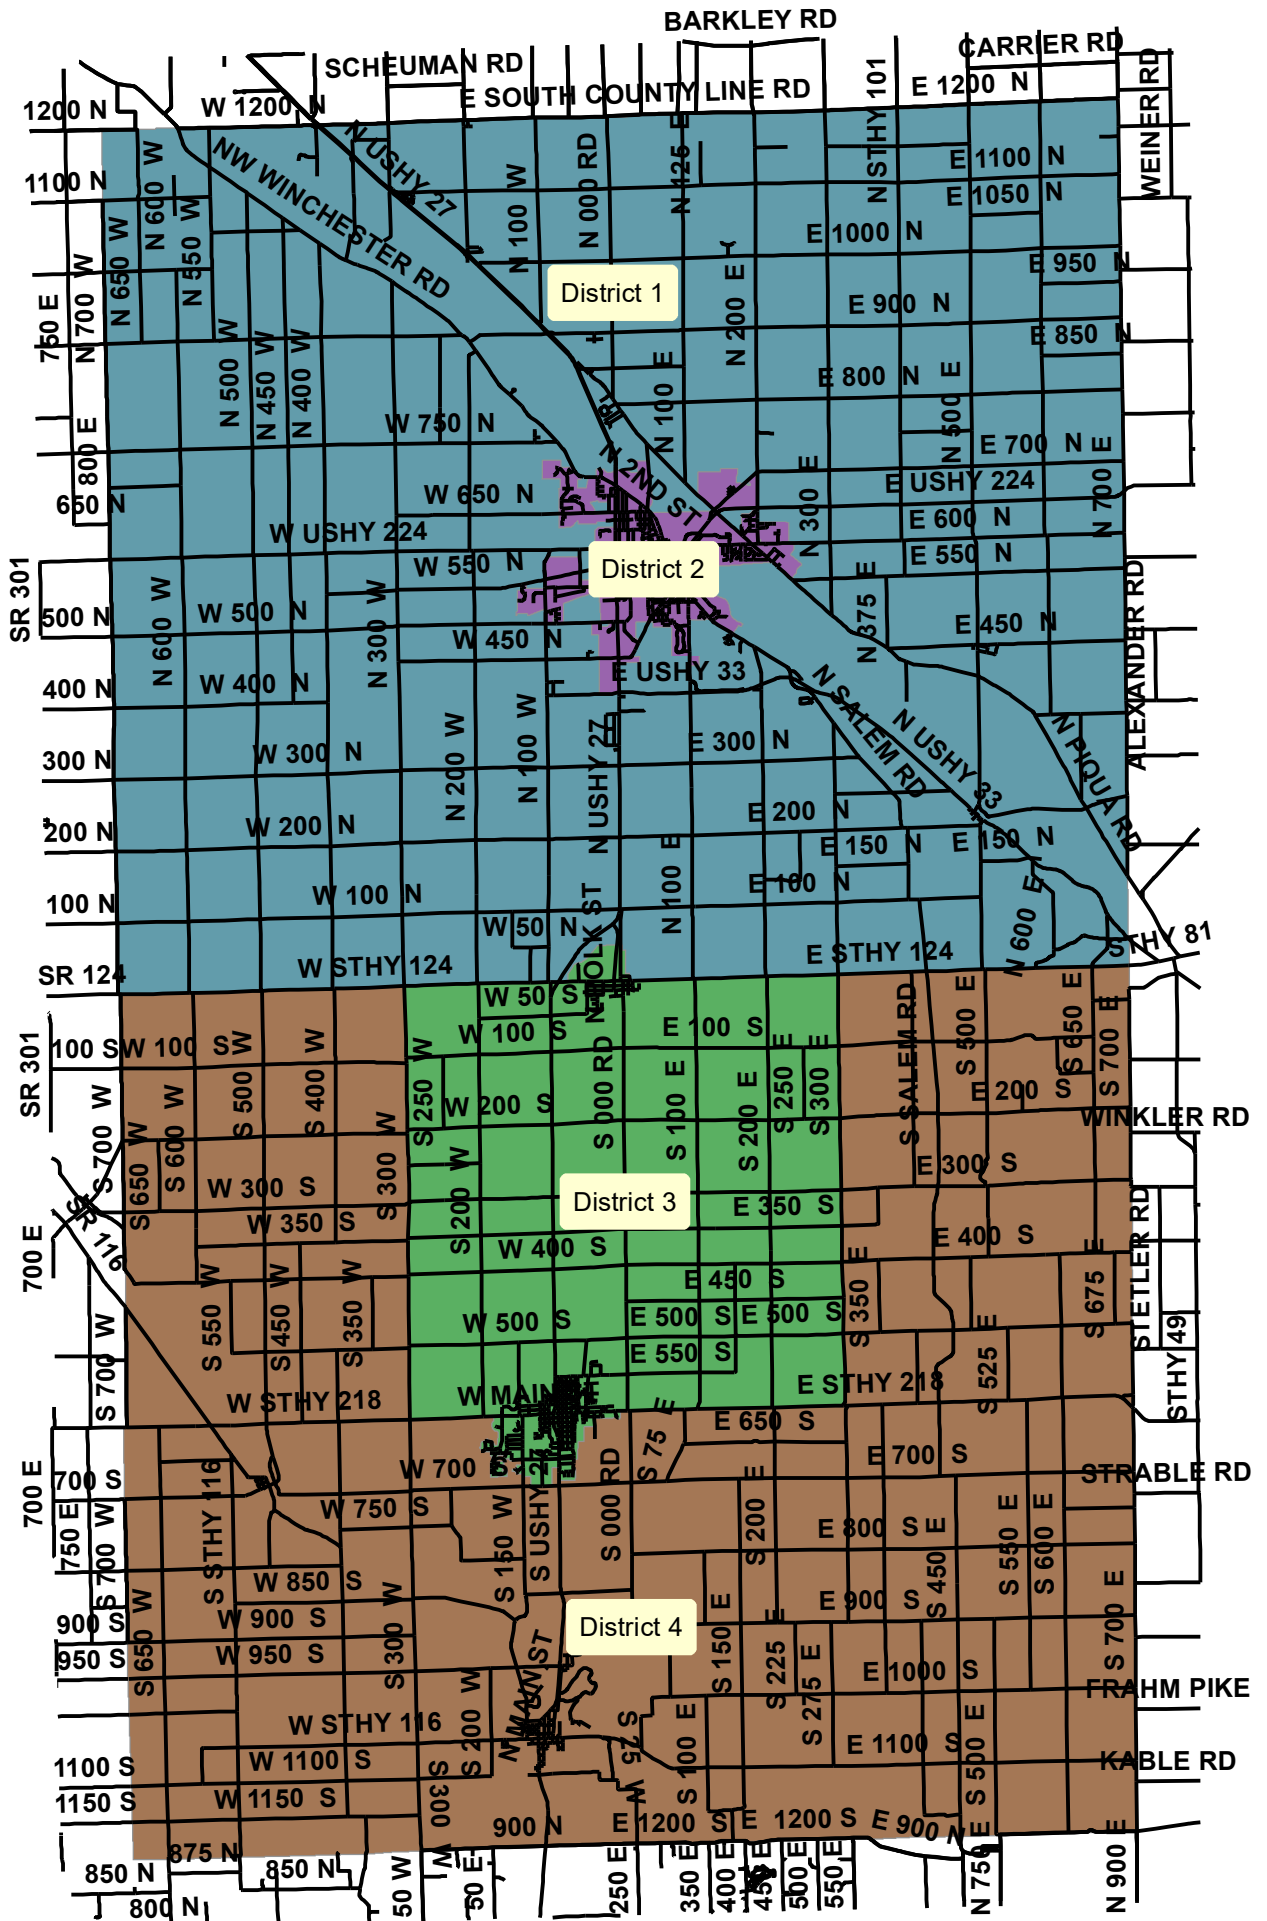 BARKLEY RD
CARRIER RD
SCHEUMAN RD
E SOUTH COUNTY LINE RD
N STHY 101
E 1200 N
WEINER RD
1200 N
W 1200 N
N USHY 27
NW WINCHESTER RD
N 600 W
N 100 W
N 000 RD
N 125 E
E 1100 N
1100 N
E 1050 N
N 650 W
N 550 W
E 1000 N
E 950 N
N 700 W
750 E
District 1
N 200 E
E 900 N
E 850 N
N 500 W
N 450 W
N 400 W
N 100 E
E 800 N
N 500 E
W 750 N
800 E
N 2ND ST
E 700 N
N 700 E
650 N
W 650 N
N 300 E
E USHY 224
W USHY 224
E 600 N
W 550 N
District 2
E 550 N
SR 301
500 N
N 600 W
W 500 N
N 300 W
N 375 E
E 450 N
ALEXANDER RD
W 450 N
E USHY 33
400 N
W 400 N
N SALEM RD
N USHY 33
N PIQUA RD
300 N
W 300 N
N 200 W
N 100 W
N USHY 27
E 300 N
200 N
W 200 N
E 200 N
N 100 E
E 150 N
E 150 N
100 N
W 100 N
E 100 N
W 50 N
N 600 E
STHY 81
SR 124
W STHY 124
E STHY 124
W 50 S
100 S
W 100 S
W 100 S
E 100 S
SR 301
S 700 W
S 650 W
S 600 W
S 500 W
S 400 W
S 300 W
S 250 W
W 200 S
S 200 W
S 000 RD
S 100 E
S 200 E
S 250 E
S 300 E
S SALEM RD
S 500 E
S 650 E
S 700 E
E 200 S
WINKLER RD
W 300 S
E 300 S
SR 116
W 350 S
District 3
E 350 S
700 E
W 400 S
E 400 S
STETLER RD
S 550 W
S 450 W
S 350 W
E 450 S
S 350 E
S 675 E
S 700 W
W 500 S
E 500 S
E 500 S
E 550 S
S 525 E
STHY 49
W STHY 218
W MAIN
E STHY 218
S 75 E
E 650 S
700 E
700 S
W 700 S
E 700 S
STRABLE RD
750 E
S 700 W
S STHY 116
W 750 S
S 150 W
S USHY 27
S 000 RD
S 200 E
E 800 S
S 450 E
S 550 E
S 600 E
S 700 E
W 850 S
900 S
S 650 W
W 900 S
S 300 W
S 150 E
E 900 S
District 4
950 S
W 950 S
N MAIN ST
S 225 E
S 275 E
E 1000 S
FRAHM PIKE
W STHY 116
S 200 W
S 25 W
S 100 E
E 1100 S
S 500 E
KABLE RD
1100 S
W 1100 S
1150 S
W 1150 S
S 300 W
900 N
E 1200 S
E 1200 S
E 900 N
875 N
850 N
850 N
800 N
50 W
50 E
250 E
350 E
400 E
450 E
500 E
550 E
N 750 E
N 900 E